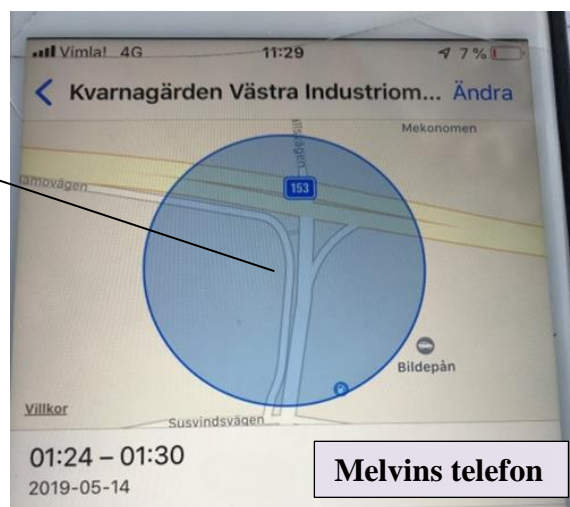 Vimla! 4G 11:29 7 %
Kvarnagården Västra Industriom... Ändra
Mekonomen
153
Bildepån
Villkor
Susvindsvägen
01:24 – 01:30
2019-05-14
Melvins telefon